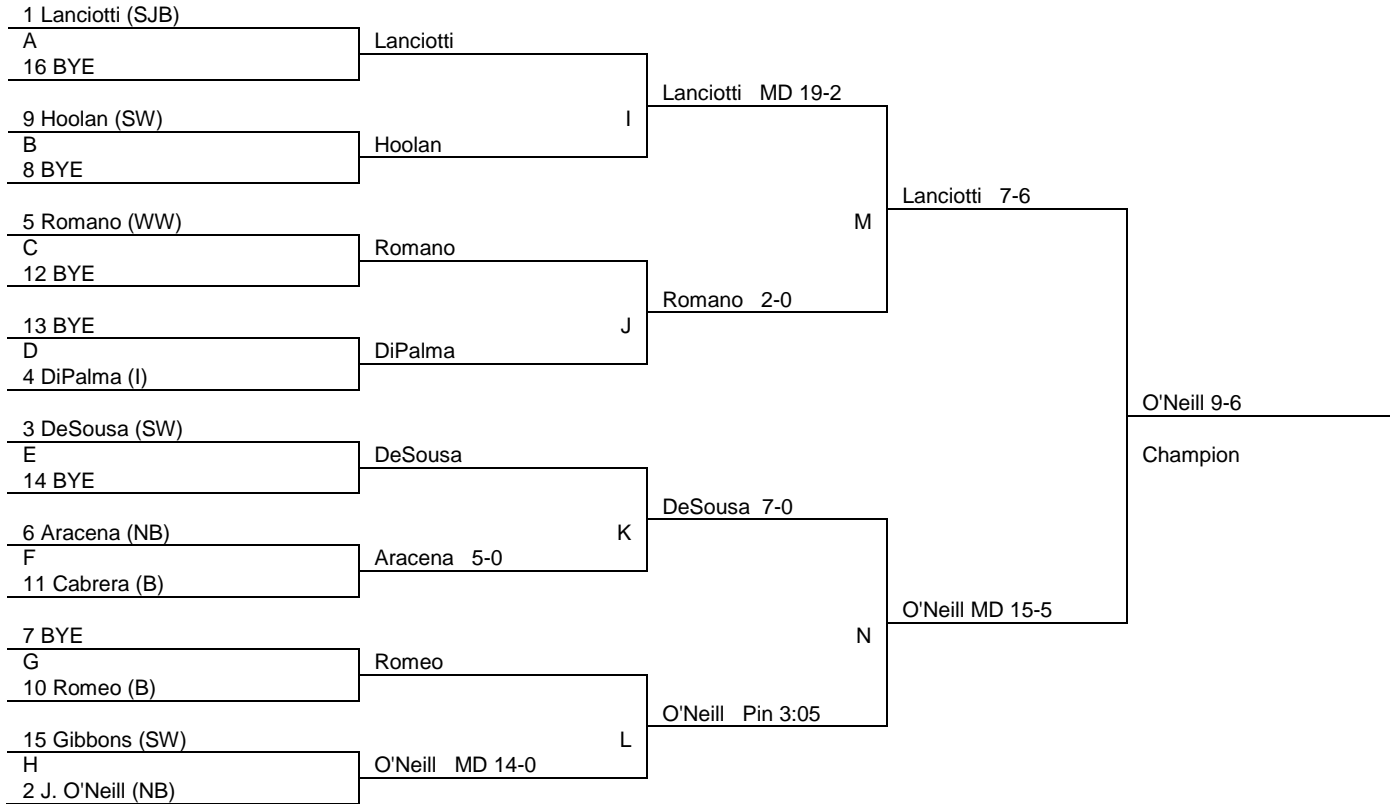 1 Lanciotti (SJB)
A
Lanciotti
16 BYE
Lanciotti MD 19-2
9 Hoolan (SW)
I
B
Hoolan
8 BYE
Lanciotti 7-6
5 Romano (WW)
M
C
Romano
12 BYE
Romano 2-0
13 BYE
J
D
DiPalma
4 DiPalma (I)
O'Neill 9-6
3 DeSousa (SW)
E
DeSousa
Champion
14 BYE
DeSousa 7-0
6 Aracena (NB)
K
F
Aracena 5-0
11 Cabrera (B)
O'Neill MD 15-5
7 BYE
N
G
Romeo
10 Romeo (B)
O'Neill Pin 3:05
15 Gibbons (SW)
L
H
O'Neill MD 14-0
2 J. O'Neill (NB)